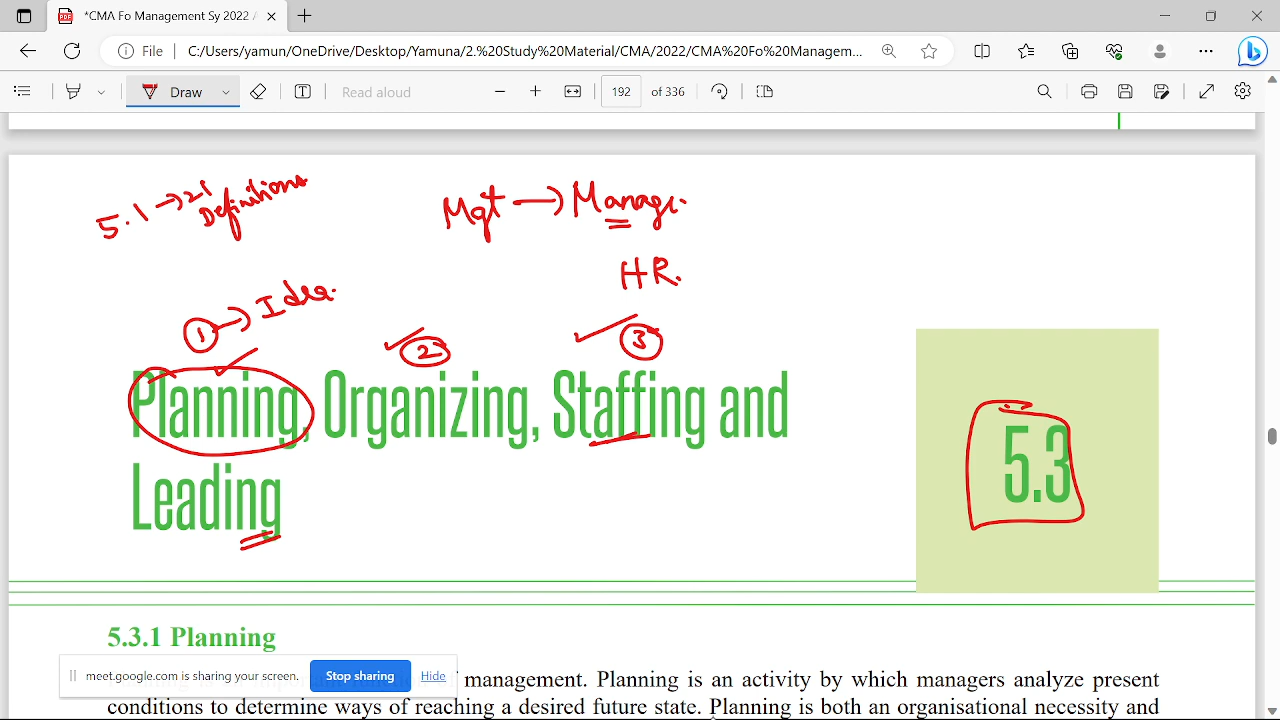 *CMA Fo Management Sy 2022 A
File C:/Users/yamun/OneDrive/Desktop/Yamuna/2.%20Study%20Material/CMA/2022/CMA%20Fo%20Managem...
Draw Read aloud 192 of 336
5.1 → 21 Definitions
Mgt → Manage.
HR.
1 → Idea.
2 3
Planning, Organizing, Staffing and
Leading
5.3
5.3.1 Planning
meet.google.com is sharing your screen. Stop sharing Hide
management. Planning is an activity by which managers analyze present
conditions to determine ways of reaching a desired future state. Planning is both an organisational necessity and